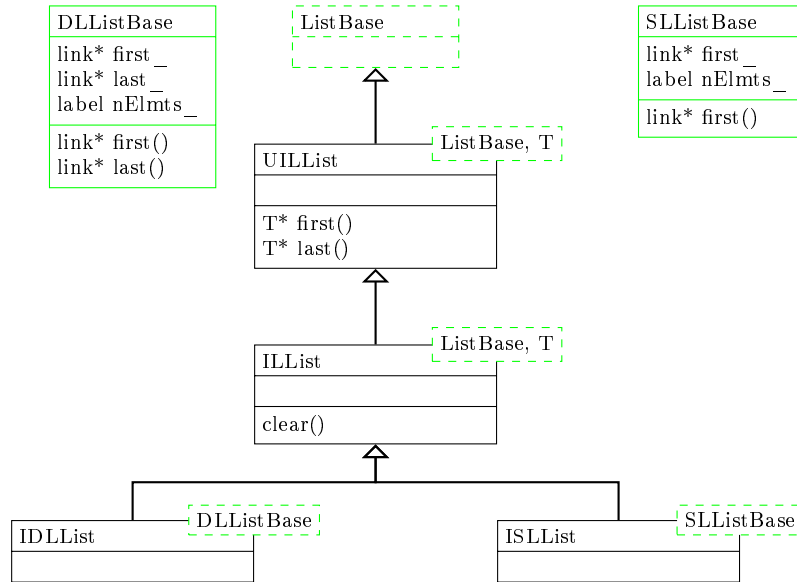 DLListBase
link* first_
link* last_
label nElmts_
link* first()
link* last()
ListBase
SLListBase
link* first_
label nElmts_
link* first()
ListBase, T
UILList
T* first()
T* last()
ListBase, T
ILList
clear()
DLListBase
IDLList
SLListBase
ISLList